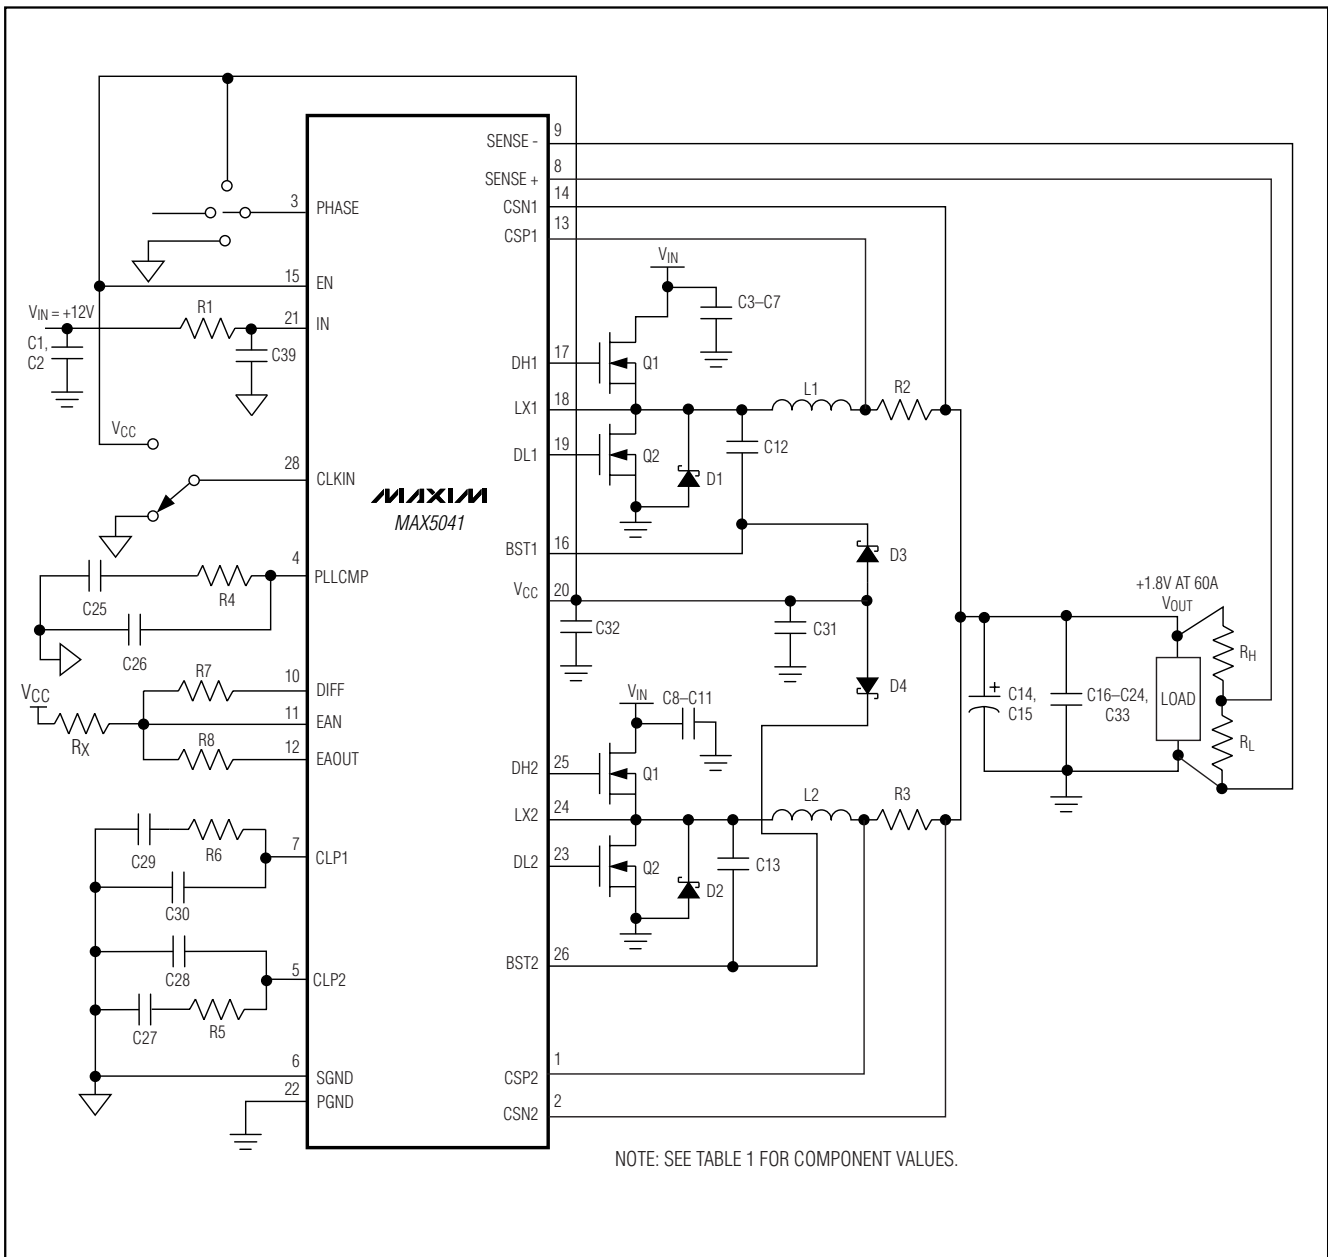 9
SENSE -
8
SENSE +
14
CSN1
13
CSP1
3
PHASE
15
EN
VIN = +12V
R1
21
IN
C1,
C2
C39
VCC
28
CLKIN
MAXIM
MAX5041
4
PLLCMP
C25
R4
C26
VCC
RX
R7
10
DIFF
11
EAN
R8
12
EAOUT
C29
R6
7
CLP1
C30
C28
5
CLP2
C27
R5
6
SGND
22
PGND
VIN
C3–C7
DH1
17
Q1
LX1
18
L1
R2
DL1
19
Q2
D1
C12
BST1
16
D3
VCC
20
C32
C31
D4
VIN
C8–C11
DH2
25
Q1
LX2
24
L2
R3
DL2
23
Q2
D2
C13
BST2
26
CSP2
1
CSN2
2
+1.8V AT 60A
VOUT
RH
C14,
C15
C16–C24,
C33
LOAD
RL
NOTE: SEE TABLE 1 FOR COMPONENT VALUES.